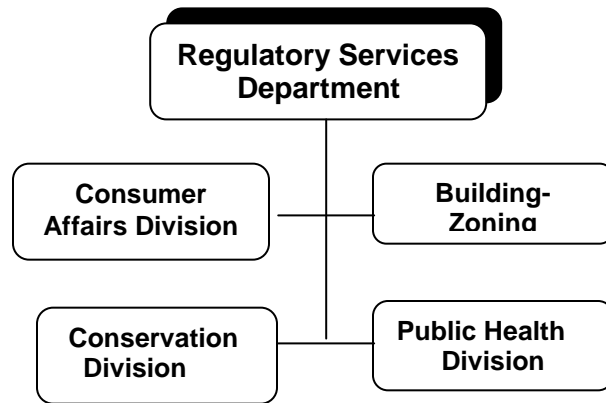 Regulatory Services
Department
Consumer
Affairs Division
Building-
Zoning
Conservation
Division
Public Health
Division